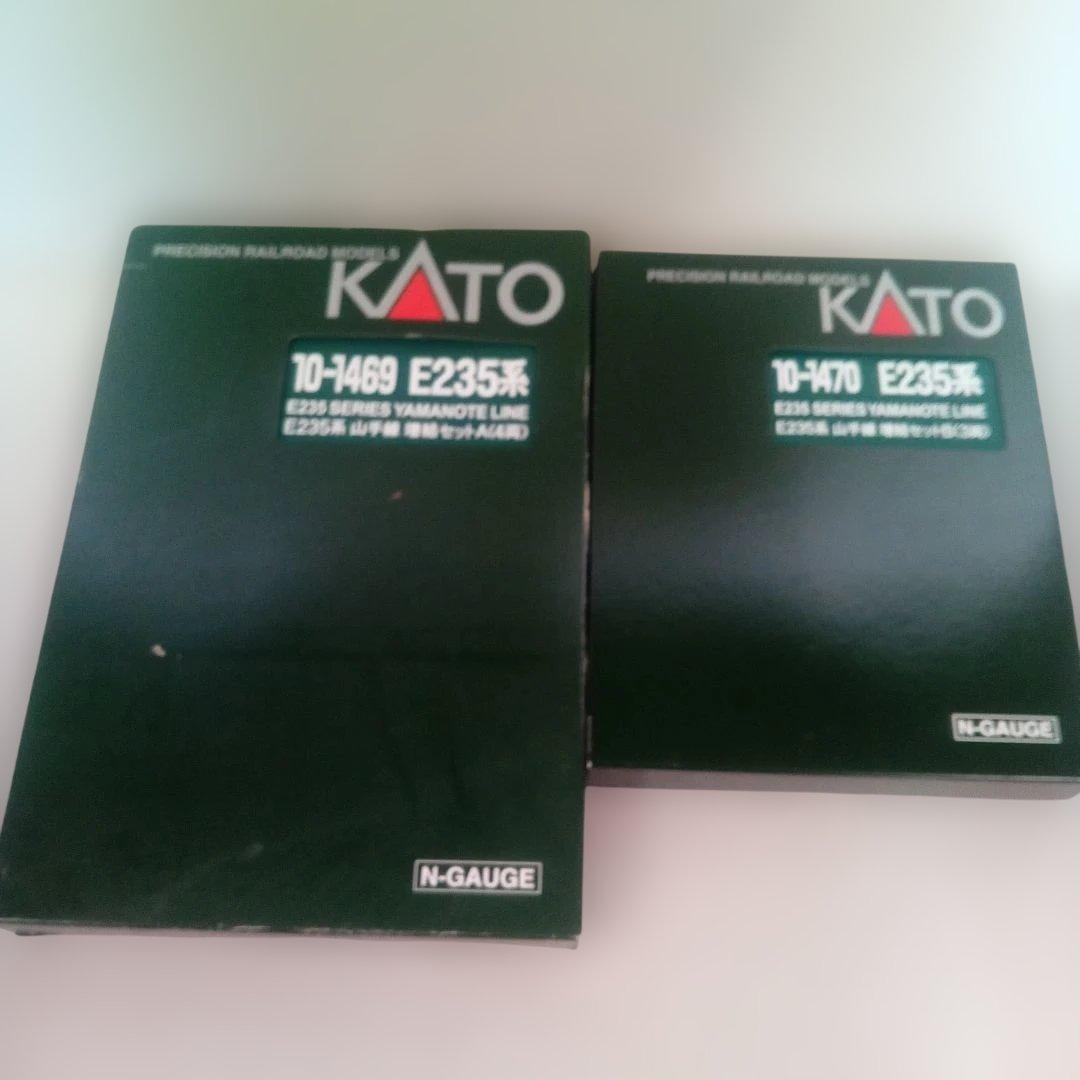 PRECISION RAILROAD MODELS
KATO
10-1469 E235系
E235 SERIES YAMANOTE LINE
E235系 山手線 増結セットA(4両)
N-GAUGE
PRECISION RAILROAD MODELS
KATO
10-1470 E235系
E235 SERIES YAMANOTE LINE
E235系 山手線 増結セットB(3両)
N-GAUGE